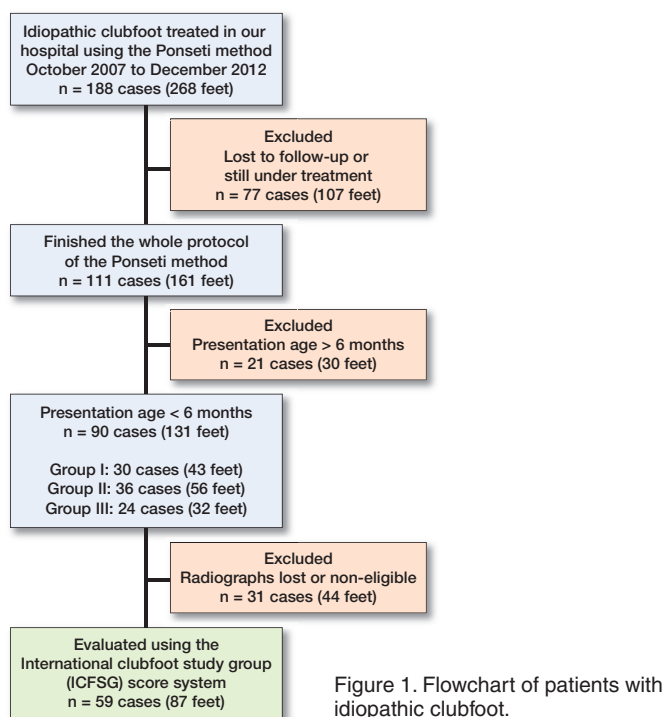 Idiopathic clubfoot treated in our
hospital using the Ponseti method
October 2007 to December 2012
n = 188 cases (268 feet)
Excluded
Lost to follow-up or
still under treatment
n = 77 cases (107 feet)
Finished the whole protocol
of the Ponseti method
n = 111 cases (161 feet)
Excluded
Presentation age > 6 months
n = 21 cases (30 feet)
Presentation age < 6 months
n = 90 cases (131 feet)
Group I: 30 cases (43 feet)
Group II: 36 cases (56 feet)
Group III: 24 cases (32 feet)
Excluded
Radiographs lost or non-eligible
n = 31 cases (44 feet)
Evaluated using the
International clubfoot study group
(ICFSG) score system
n = 59 cases (87 feet)
Figure 1. Flowchart of patients with
idiopathic clubfoot.